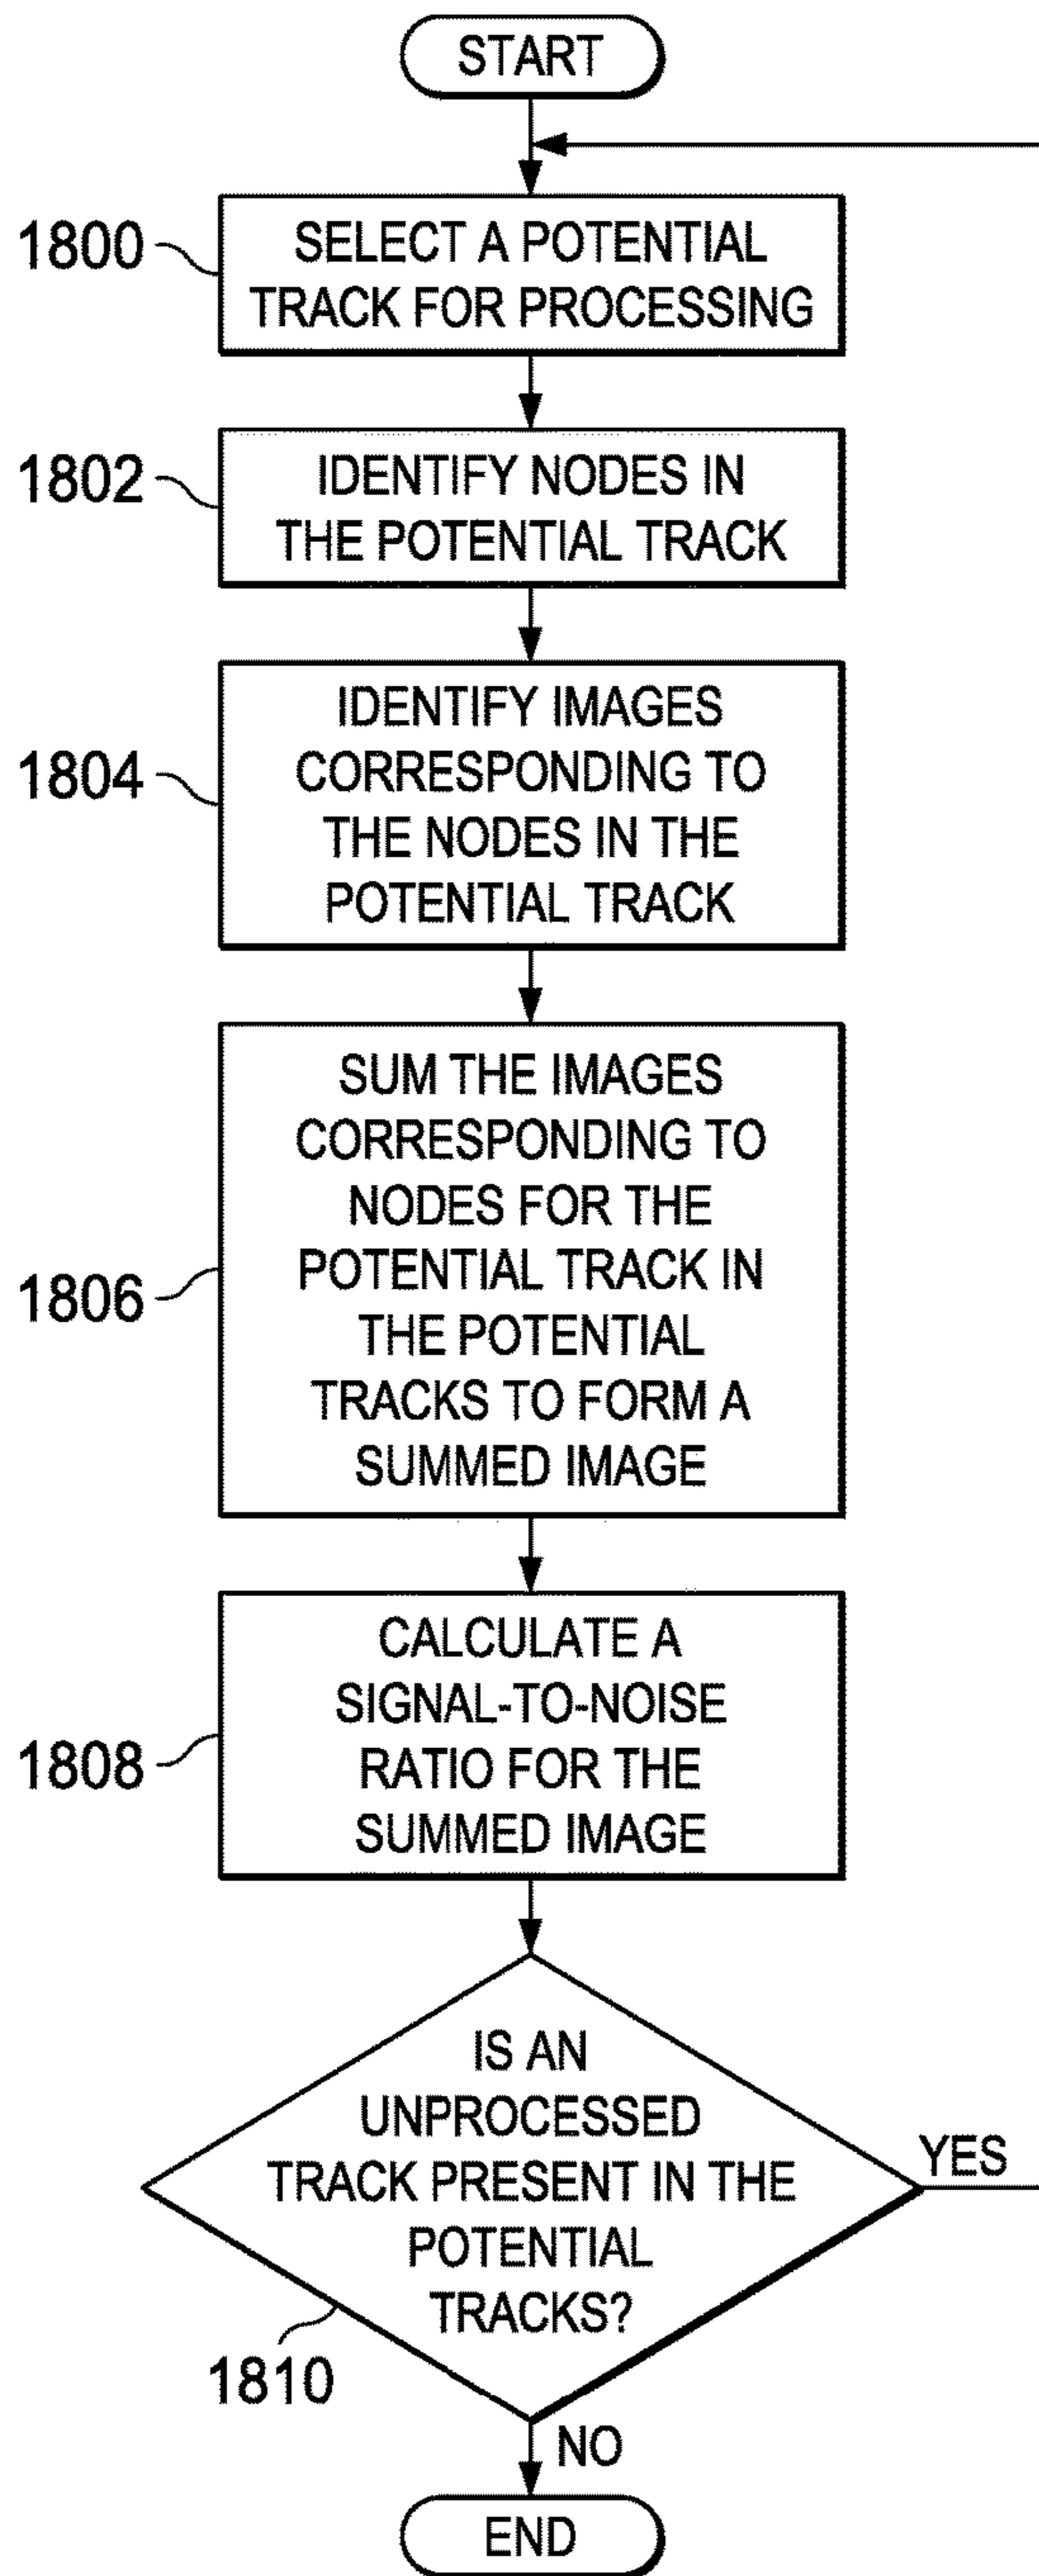 START
1800
SELECT A POTENTIAL
TRACK FOR PROCESSING
1802
IDENTIFY NODES IN
THE POTENTIAL TRACK
1804
IDENTIFY IMAGES
CORRESPONDING TO
THE NODES IN THE
POTENTIAL TRACK
1806
SUM THE IMAGES
CORRESPONDING TO
NODES FOR THE
POTENTIAL TRACK IN
THE POTENTIAL
TRACKS TO FORM A
SUMMED IMAGE
1808
CALCULATE A
SIGNAL-TO-NOISE
RATIO FOR THE
SUMMED IMAGE
IS AN
UNPROCESSED
TRACK PRESENT IN THE
POTENTIAL
TRACKS?
YES
1810
NO
END